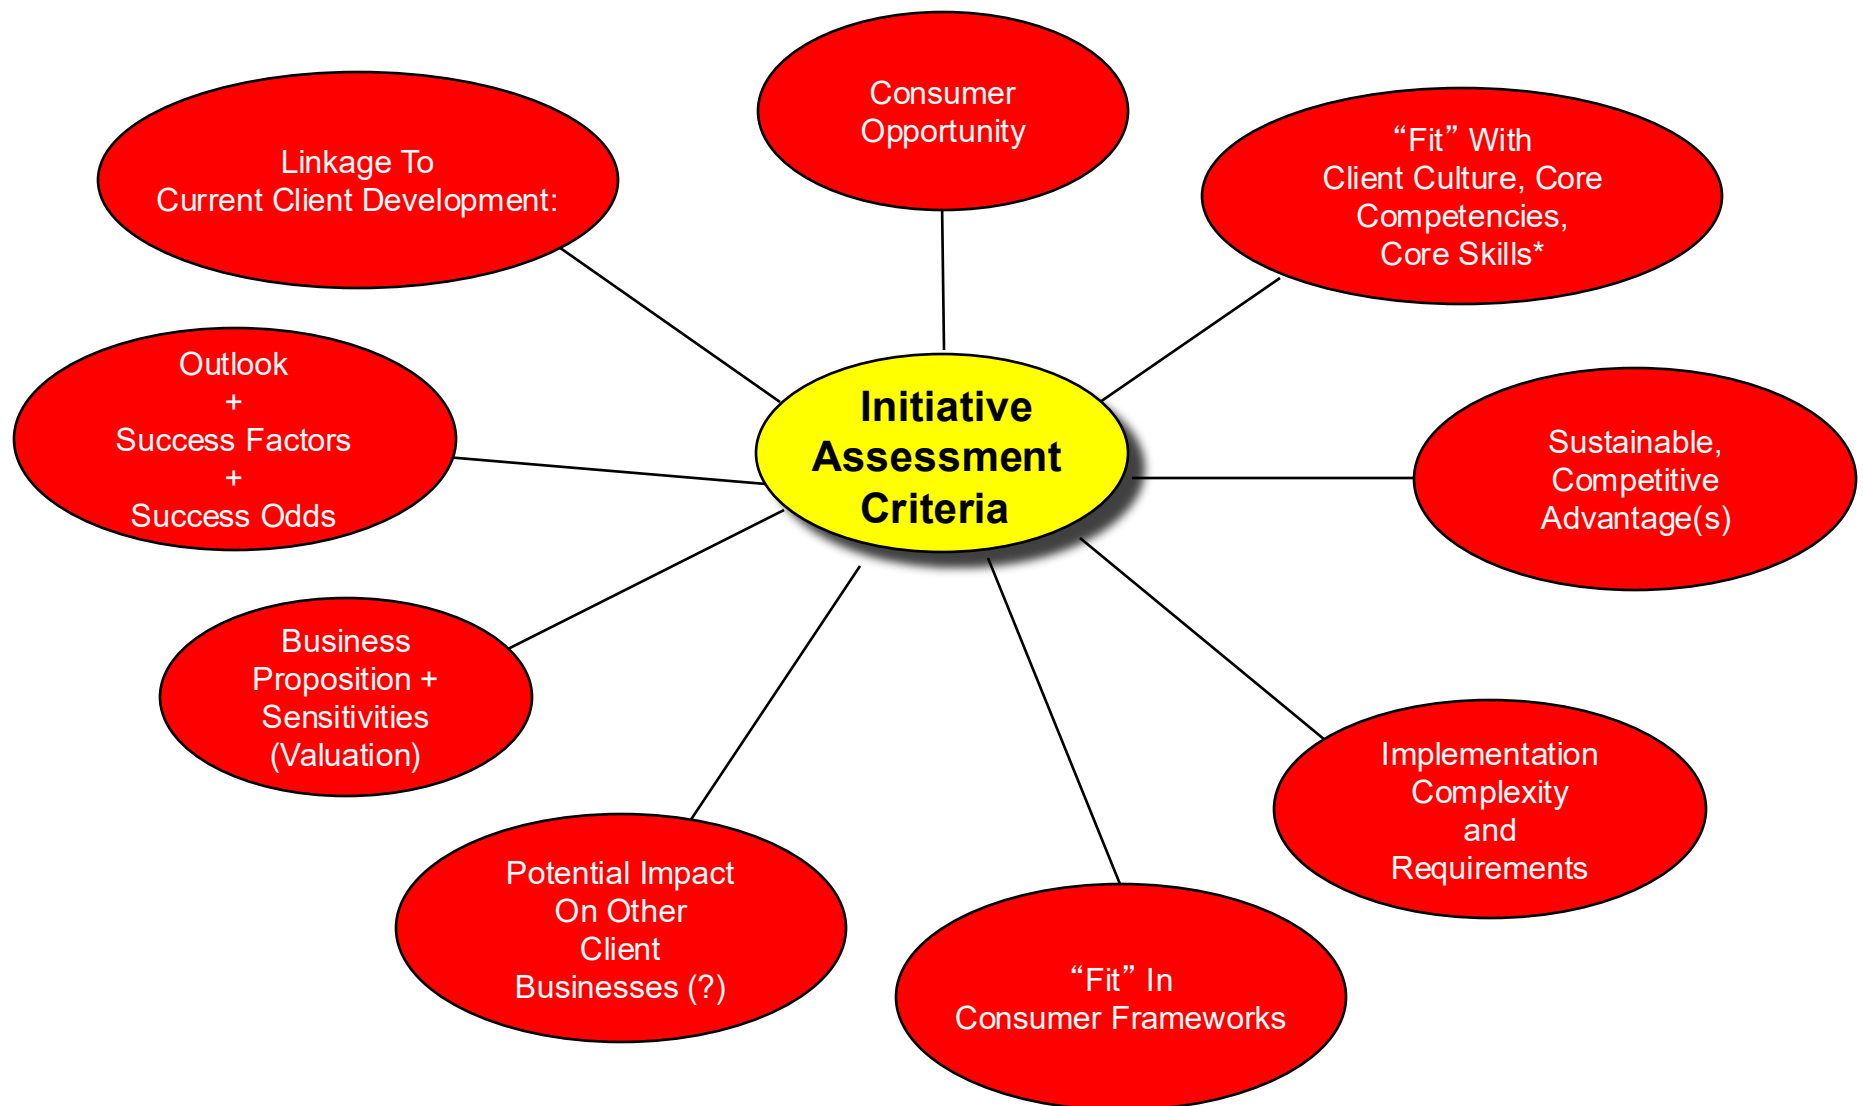 Consumer
Opportunity
“Fit” With
Client Culture, Core
Competencies,
Core Skills*
Linkage To
Current Client Development:
Outlook
+
Success Factors
+
Success Odds
Initiative
Assessment
Criteria
Sustainable,
Competitive
Advantage(s)
Business
Proposition +
Sensitivities
(Valuation)
Implementation
Complexity
and
Requirements
Potential Impact
On Other
Client
Businesses (?)
“Fit” In
Consumer Frameworks